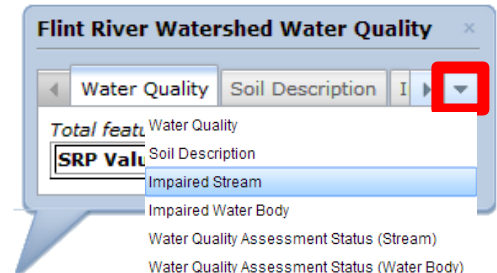 Flint River Watershed Water Quality ×
Water Quality Soil Description I
Total featu
SRP Valu
Water Quality
Soil Description
Impaired Stream
Impaired Water Body
Water Quality Assessment Status (Stream)
Water Quality Assessment Status (Water Body)